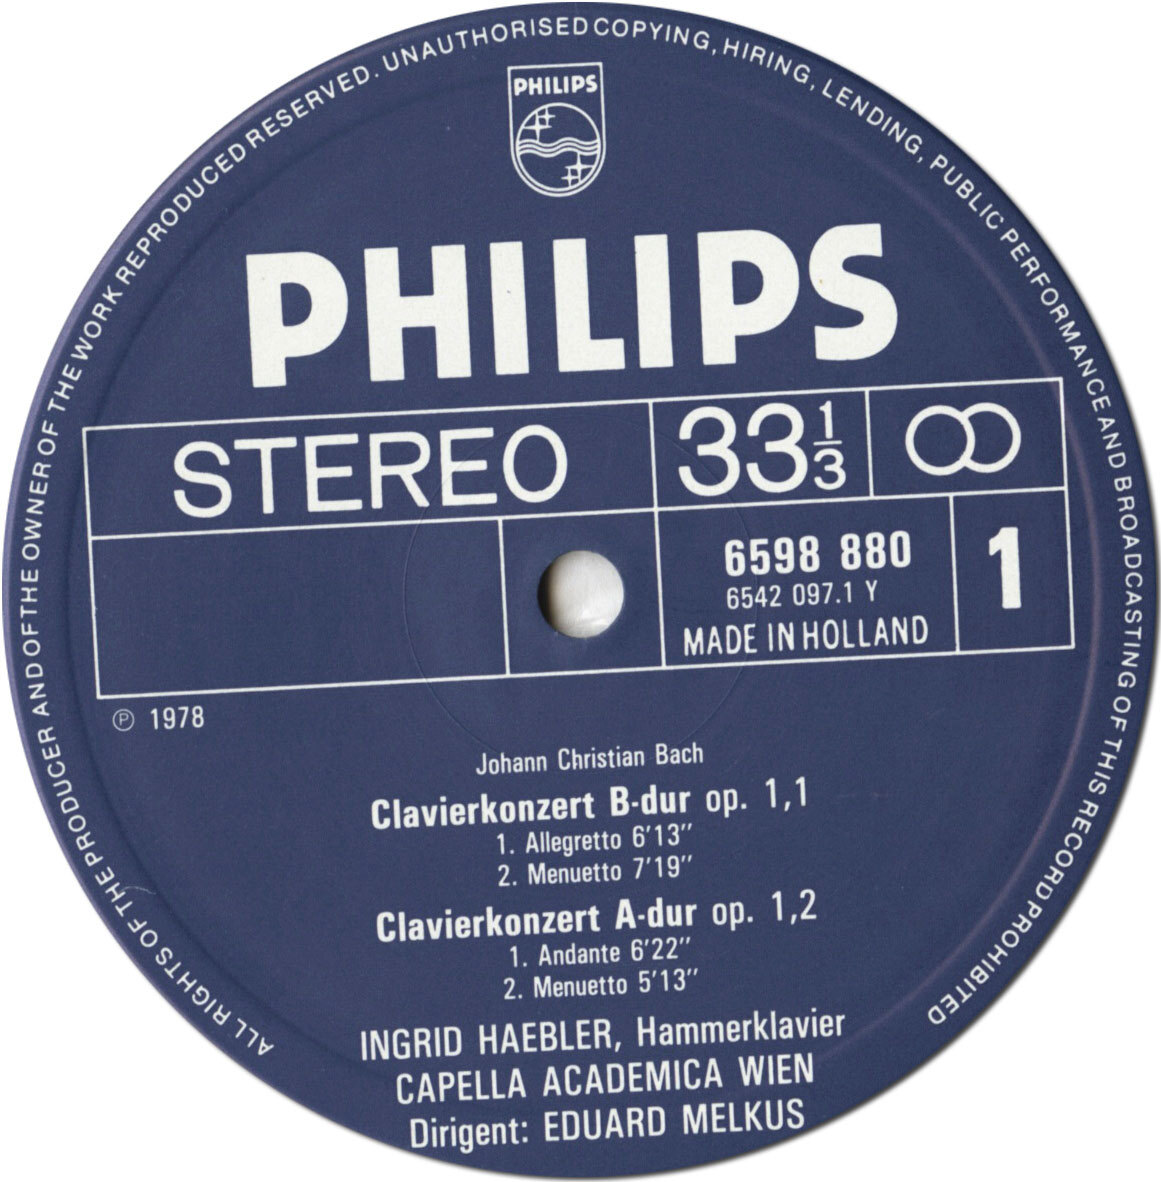 ALL RIGHTS OF THE PRODUCER AND OF THE OWNER OF THE WORK REPRODUCED RESERVED. UNAUTHORISED COPYING, HIRING, LENDING, PUBLIC PERFORMANCE AND BROADCASTING OF THIS RECORD PROHIBITED
PHILIPS
PHILIPS
STEREO
33 1/3
6598 880
6542 097.1 Y
MADE IN HOLLAND
1
℗ 1978
Johann Christian Bach
Clavierkonzert B-dur op. 1,1
1. Allegretto 6'13''
2. Menuetto 7'19''
Clavierkonzert A-dur op. 1,2
1. Andante 6'22''
2. Menuetto 5'13''
INGRID HAEBLER, Hammerklavier
CAPELLA ACADEMICA WIEN
Dirigent: EDUARD MELKUS